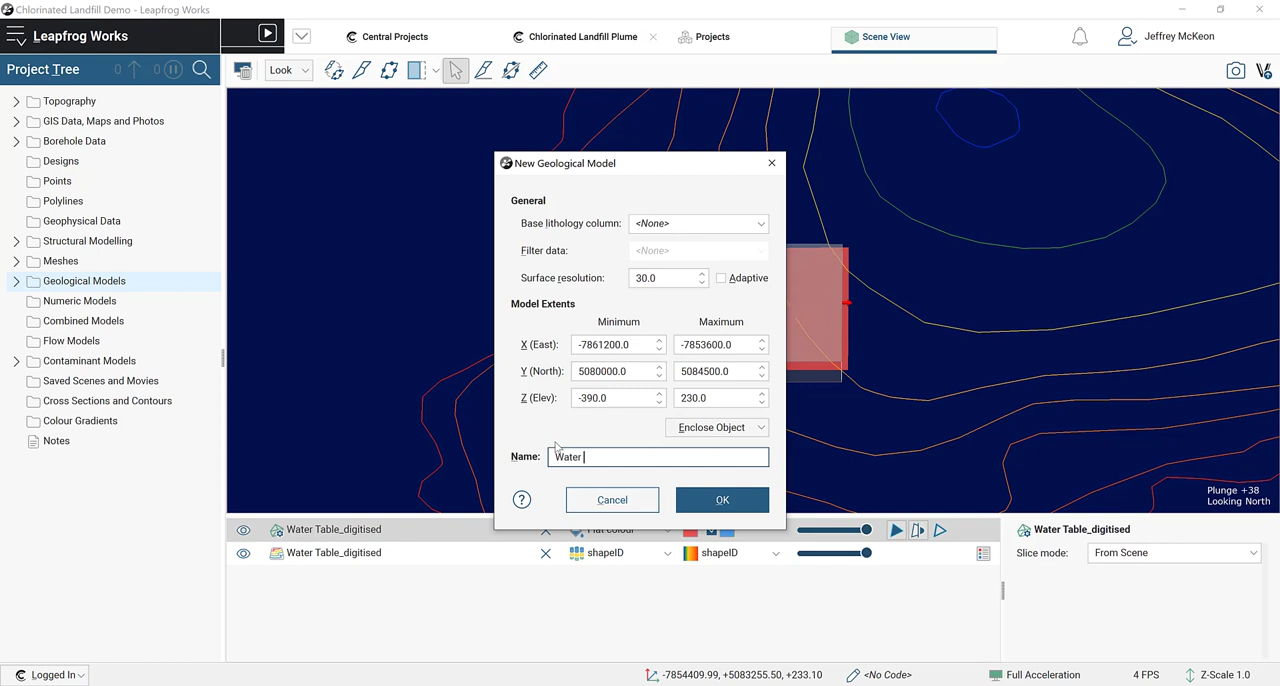 Chlorinated Landfill Demo - Leapfrog Works
Leapfrog Works
Central Projects
Chlorinated Landfill Plume
Projects
Scene View
Jeffrey McKeon
Project Tree 0 0
Look
Topography
GIS Data, Maps and Photos
Borehole Data
Designs
Points
Polylines
Geophysical Data
Structural Modelling
Meshes
Geological Models
Numeric Models
Combined Models
Flow Models
Contaminant Models
Saved Scenes and Movies
Cross Sections and Contours
Colour Gradients
Notes
New Geological Model
General
Base lithology column: <None>
Filter data: <None>
Surface resolution: 30.0 Adaptive
Model Extents
Minimum Maximum
X (East): -7861200.0 -7853600.0
Y (North): 5080000.0 5084500.0
Z (Elev): -390.0 230.0
Enclose Object
Name: Water
? Cancel OK
Plunge +38
Looking North
Water Table_digitised Flat colour
Water Table_digitised shapeID shapeID
Water Table_digitised
Slice mode: From Scene
Logged In
-7854409.99, +5083255.50, +233.10
<No Code>
Full Acceleration
4 FPS
Z-Scale 1.0